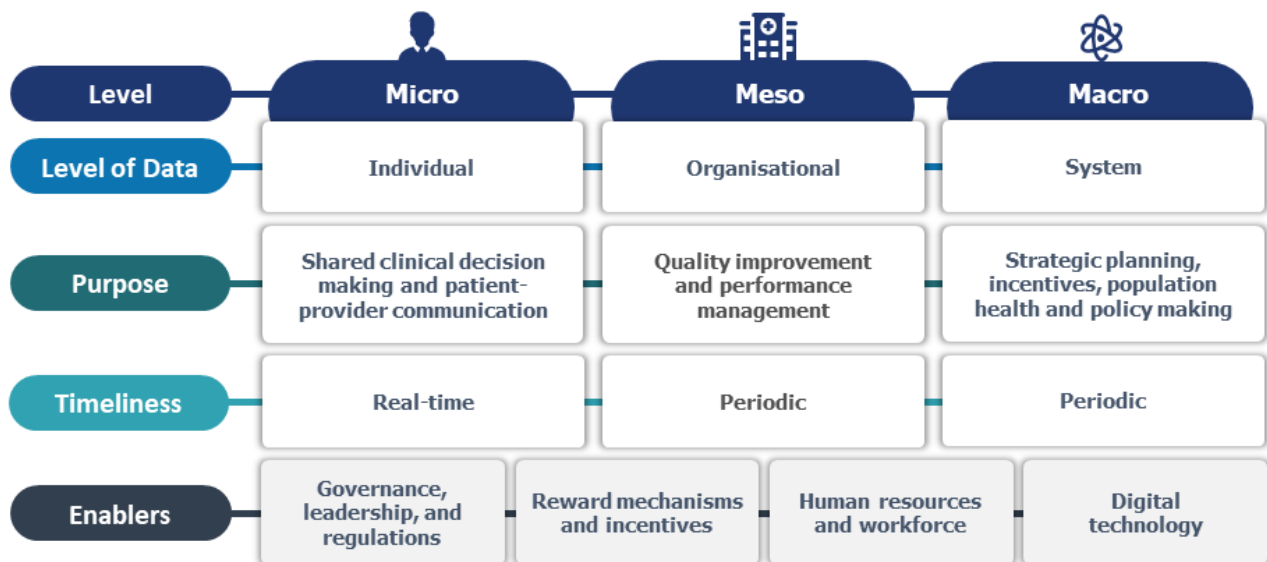 Level
Micro
Meso
Macro
Level of Data
Individual
Organisational
System
Purpose
Shared clinical decision
making and patient-
provider communication
Quality improvement
and performance
management
Strategic planning,
incentives, population
health and policy making
Timeliness
Real-time
Periodic
Periodic
Enablers
Governance,
leadership, and
regulations
Reward mechanisms
and incentives
Human resources
and workforce
Digital
technology